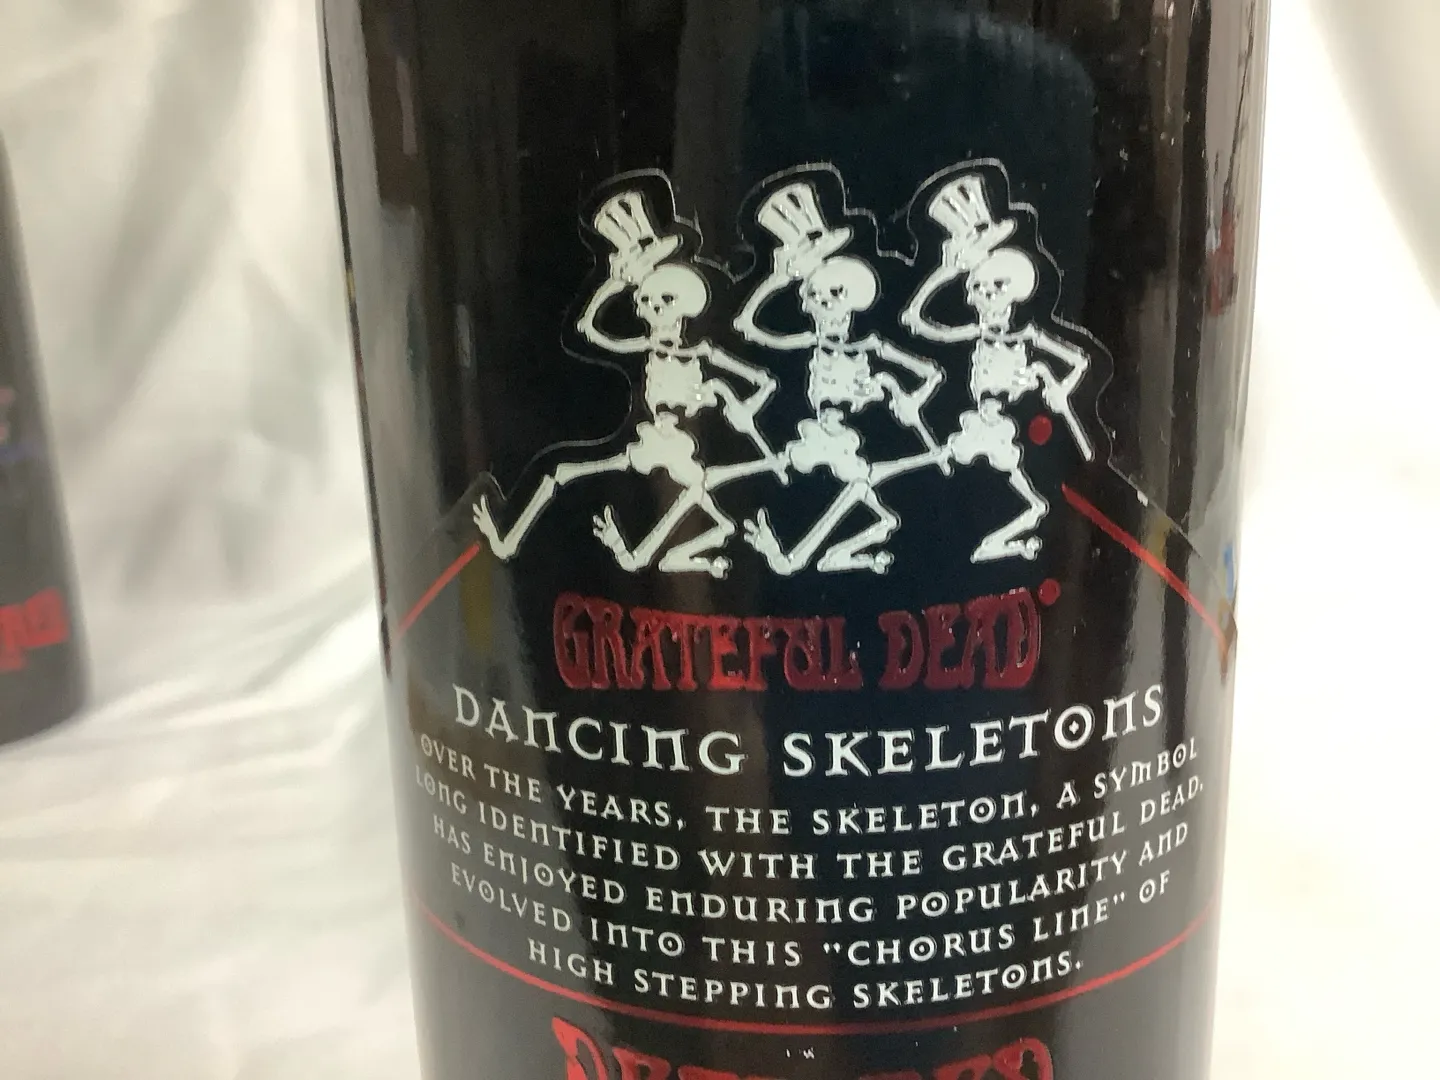 GRATEFUL DEAD
DANCING SKELETONS
OVER THE YEARS, THE SKELETON, A SYMBOL
LONG IDENTIFIED WITH THE GRATEFUL DEAD,
HAS ENJOYED ENDURING POPULARITY AND
EVOLVED INTO THIS "CHORUS LINE" OF
HIGH STEPPING SKELETONS.